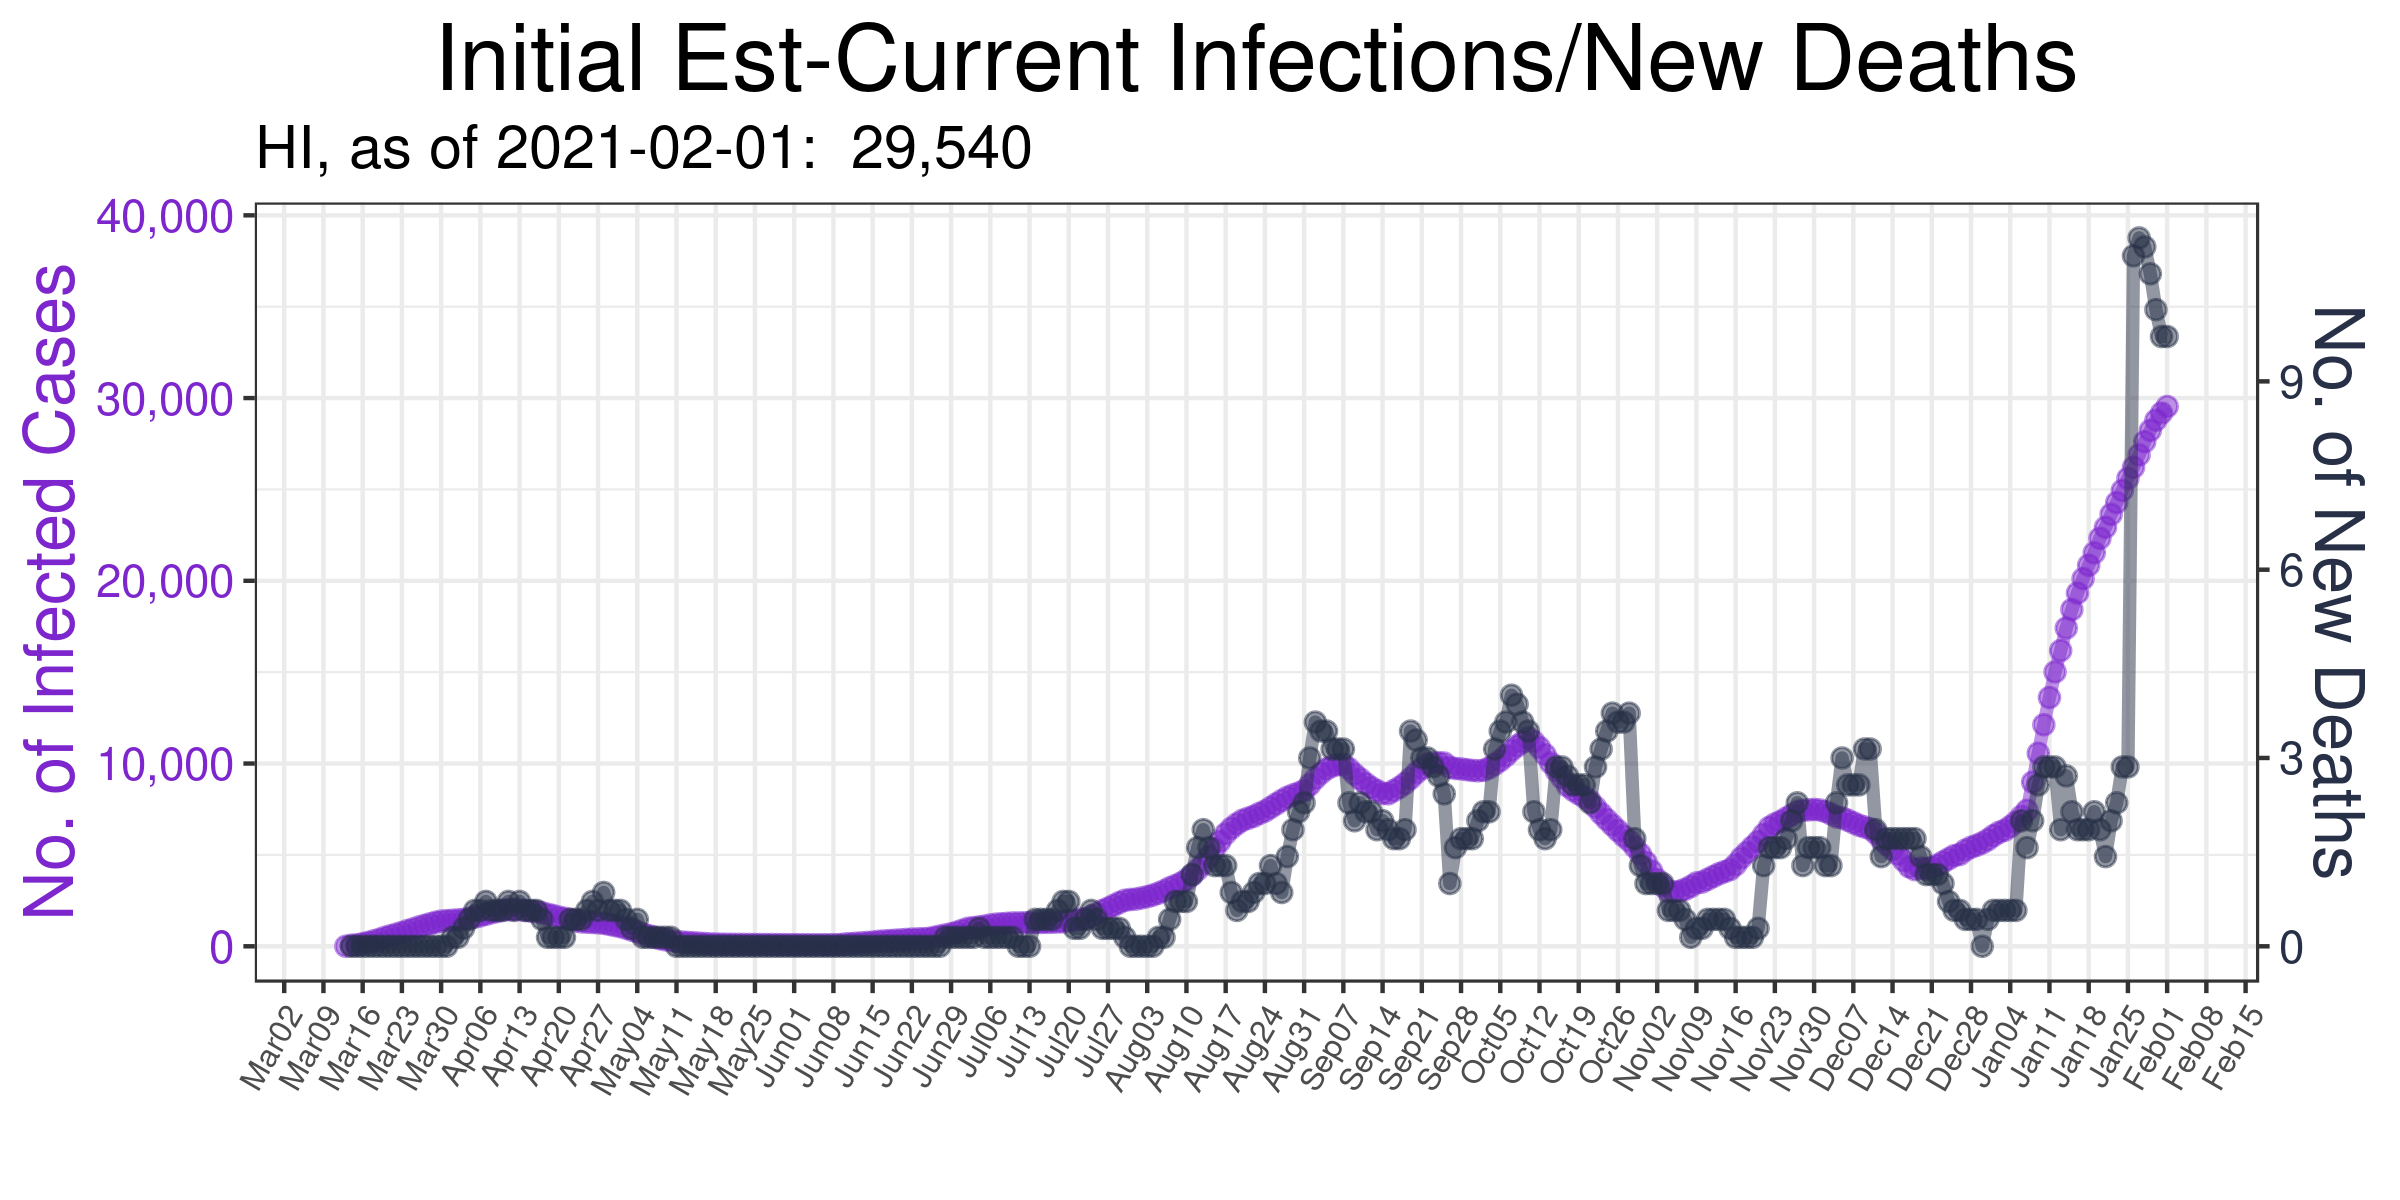 Initial Est-Current Infections/New Deaths
HI, as of 2021-02-01:  29,540
No. of Infected Cases
40,000
30,000
20,000
10,000
0
No. of New Deaths
9
6
3
0
Mar02
Mar09
Mar16
Mar23
Mar30
Apr06
Apr13
Apr20
Apr27
May04
May11
May18
May25
Jun01
Jun08
Jun15
Jun22
Jun29
Jul06
Jul13
Jul20
Jul27
Aug03
Aug10
Aug17
Aug24
Aug31
Sep07
Sep14
Sep21
Sep28
Oct05
Oct12
Oct19
Oct26
Nov02
Nov09
Nov16
Nov23
Nov30
Dec07
Dec14
Dec21
Dec28
Jan04
Jan11
Jan18
Jan25
Feb01
Feb08
Feb15